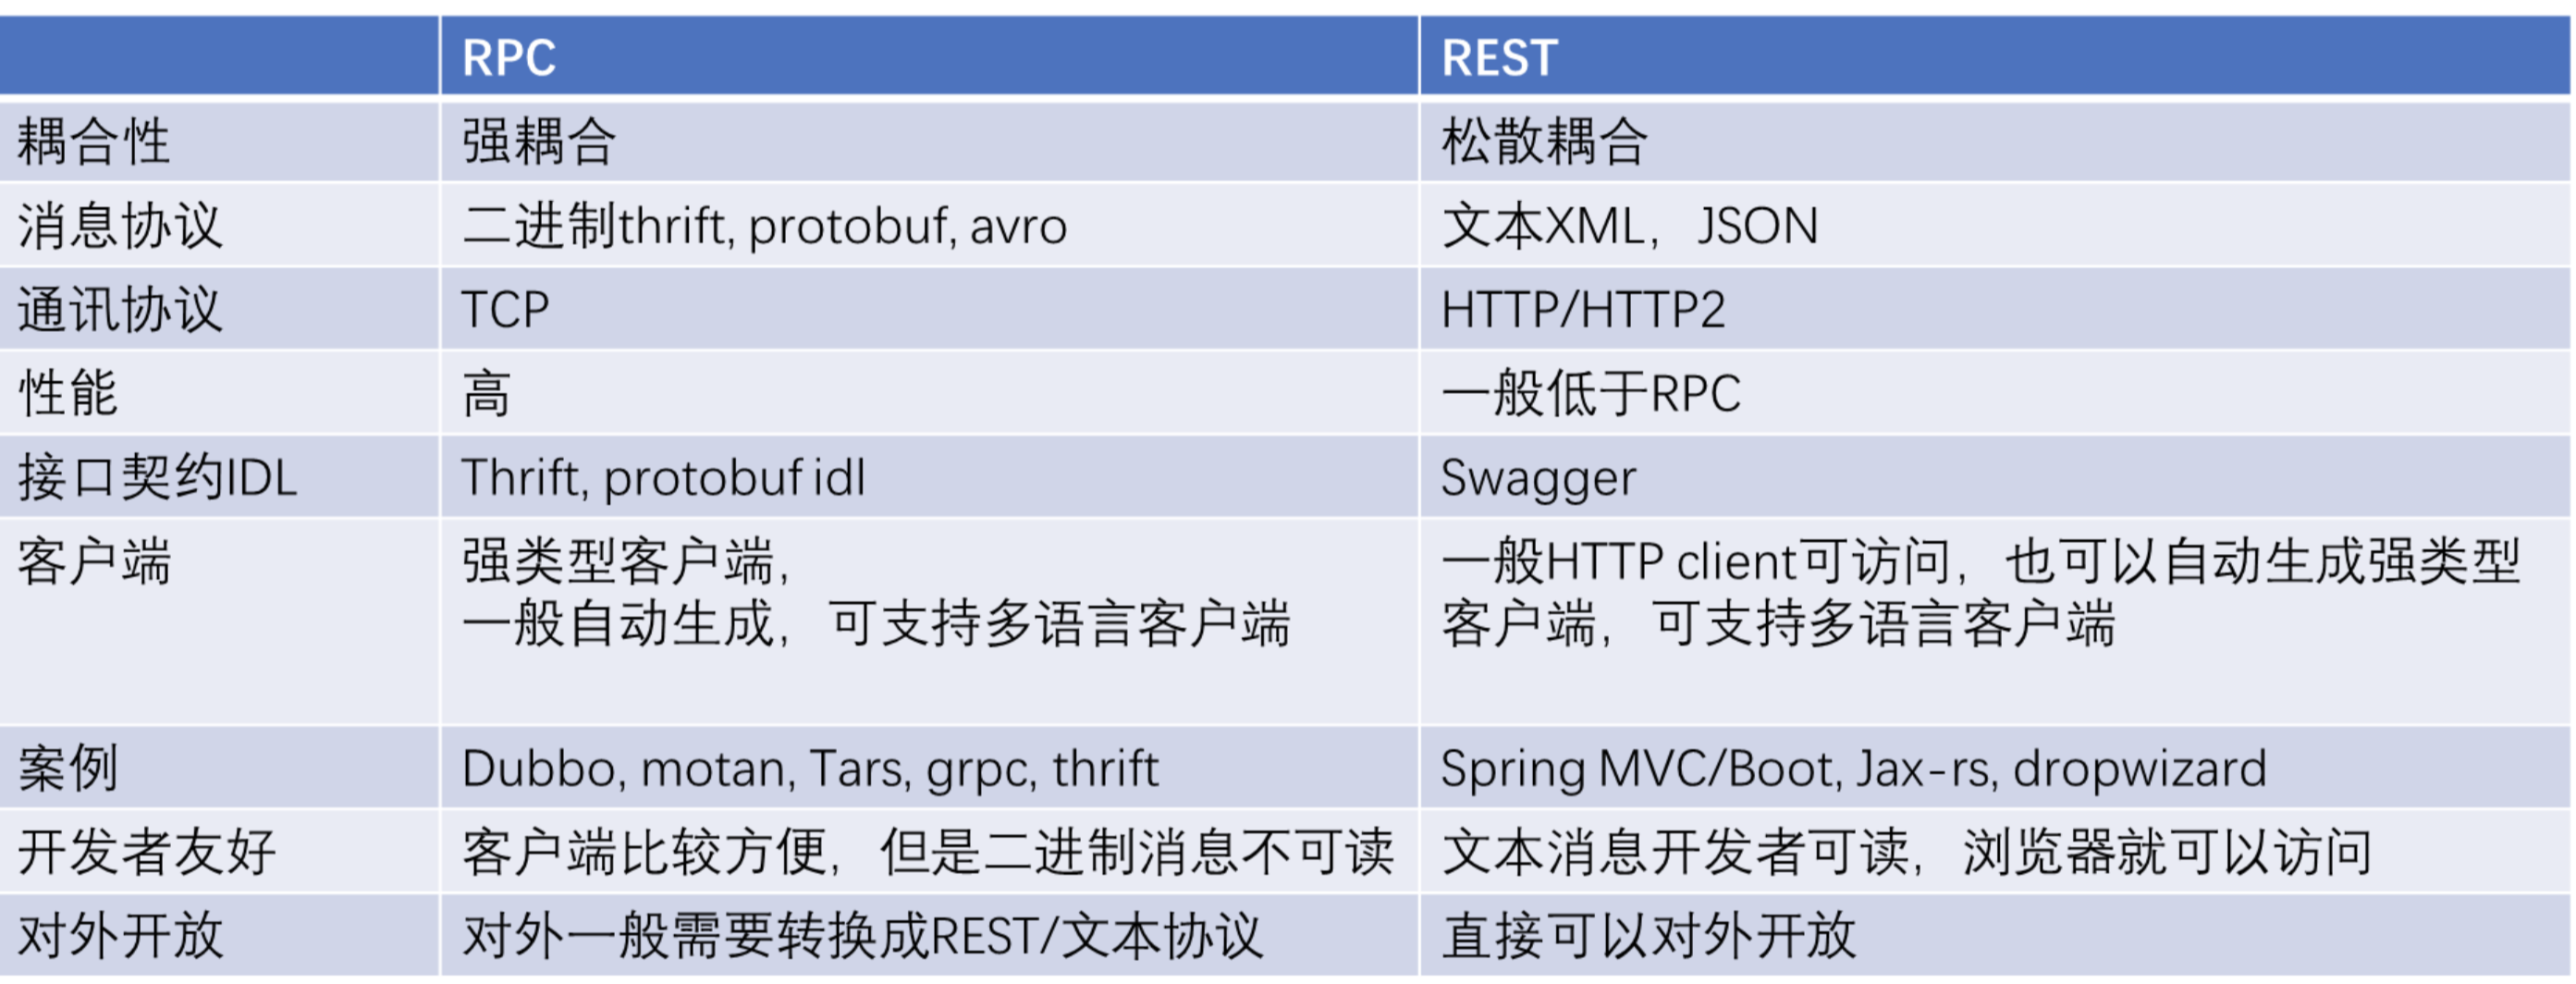 RPC
REST
耦合性
强耦合
松散耦合
消息协议
二进制thrift, protobuf, avro
文本XML，JSON
通讯协议
TCP
HTTP/HTTP2
性能
高
一般低于RPC
接口契约IDL
Thrift, protobuf idl
Swagger
客户端
强类型客户端，
一般自动生成，可支持多语言客户端
一般HTTP client可访问，也可以自动生成强类型
客户端，可支持多语言客户端
案例
Dubbo, motan, Tars, grpc, thrift
Spring MVC/Boot, Jax-rs, dropwizard
开发者友好
客户端比较方便，但是二进制消息不可读
文本消息开发者可读，浏览器就可以访问
对外开放
对外一般需要转换成REST/文本协议
直接可以对外开放